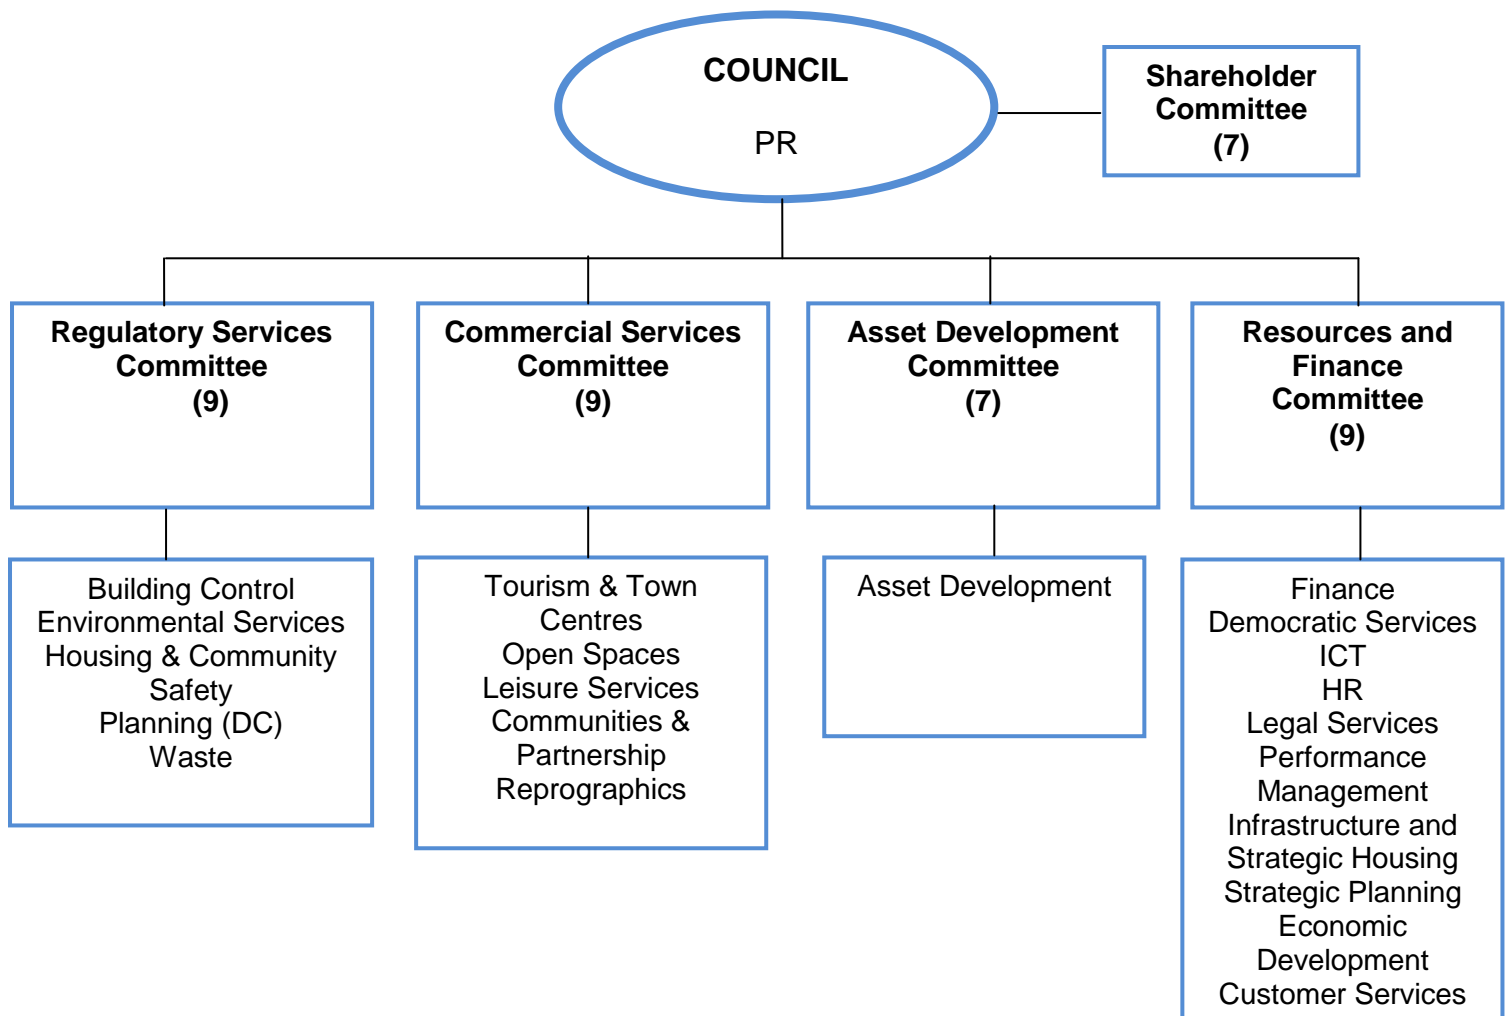 COUNCIL
PR
Shareholder
Committee
(7)
Regulatory Services
Committee
(9)
Commercial Services
Committee
(9)
Asset Development
Committee
(7)
Resources and
Finance
Committee
(9)
Building Control
Environmental Services
Housing & Community
Safety
Planning (DC)
Waste
Tourism & Town
Centres
Open Spaces
Leisure Services
Communities &
Partnership
Reprographics
Asset Development
Finance
Democratic Services
ICT
HR
Legal Services
Performance
Management
Infrastructure and
Strategic Housing
Strategic Planning
Economic
Development
Customer Services